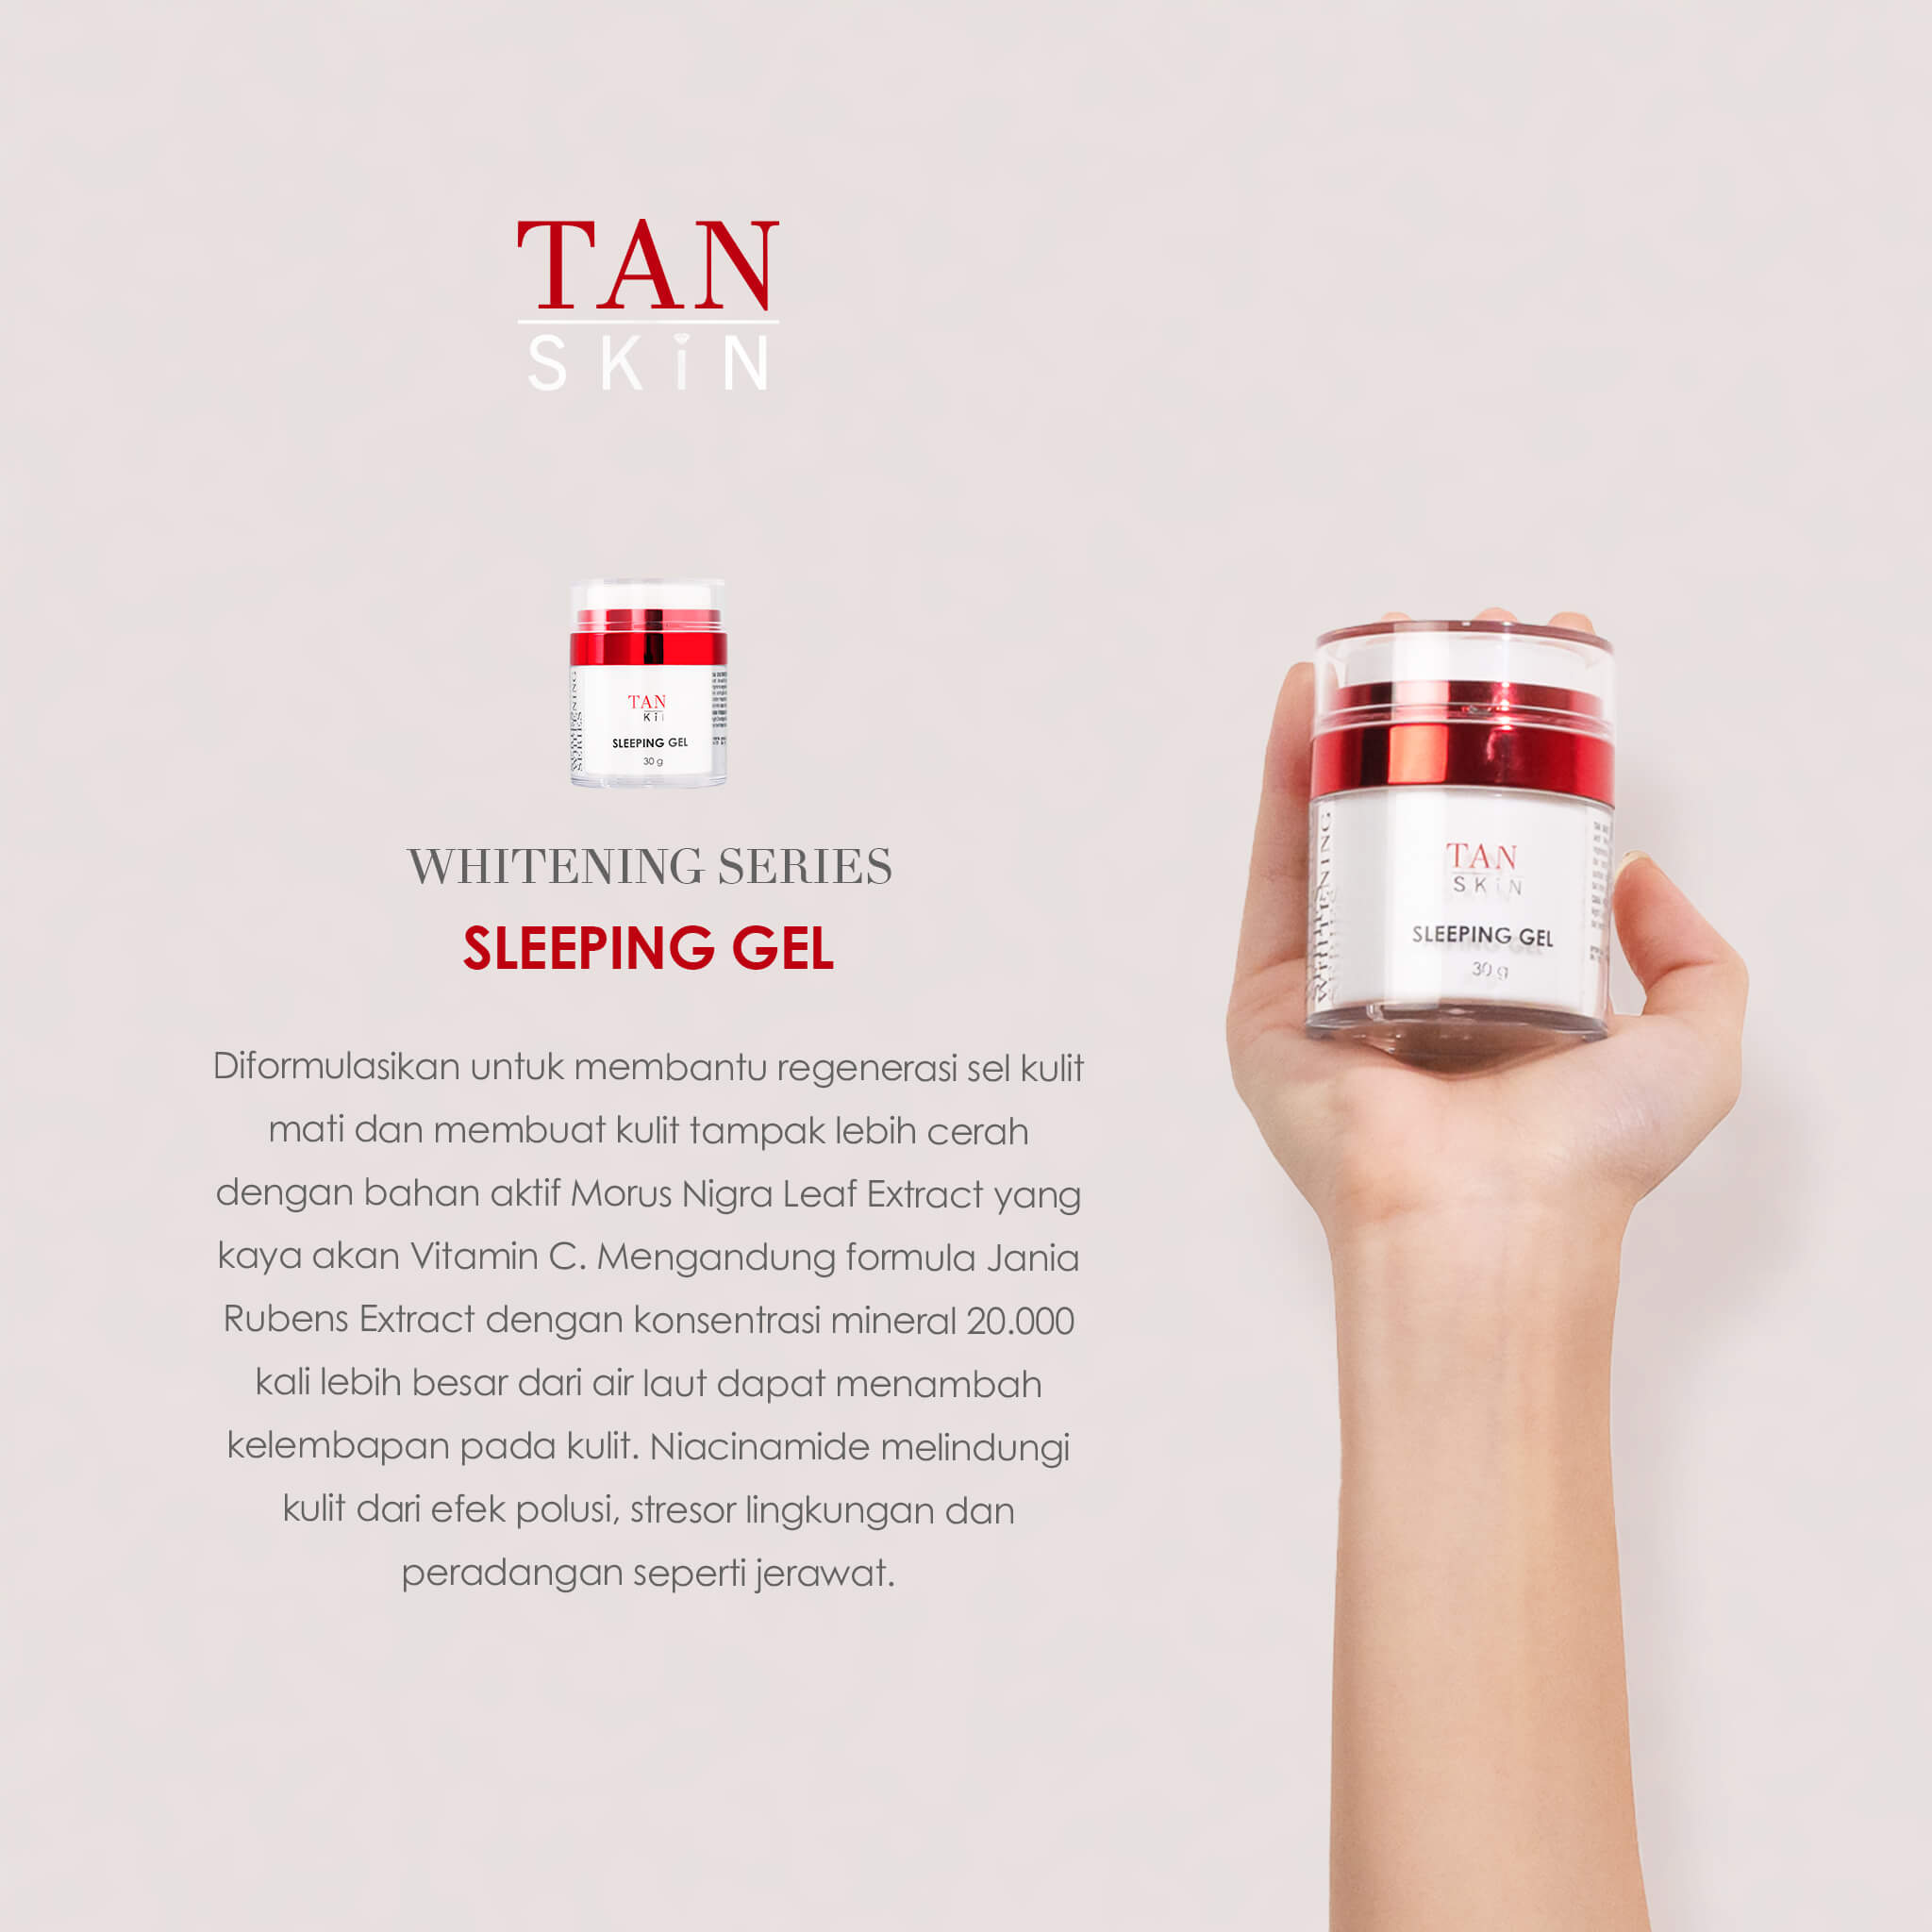 TAN
SKIN
WHITENING
SERIES
TAN
SLEEPING GEL
30 g
WHITENING SERIES
SLEEPING GEL
Diformulasikan untuk membantu regenerasi sel kulit
mati dan membuat kulit tampak lebih cerah
dengan bahan aktif Morus Nigra Leaf Extract yang
kaya akan Vitamin C. Mengandung formula Jania
Rubens Extract dengan konsentrasi mineral 20.000
kali lebih besar dari air laut dapat menambah
kelembapan pada kulit. Niacinamide melindungi
kulit dari efek polusi, stresor lingkungan dan
peradangan seperti jerawat.
WHITENING
TAN
SKIN
SLEEPING GEL
30 g